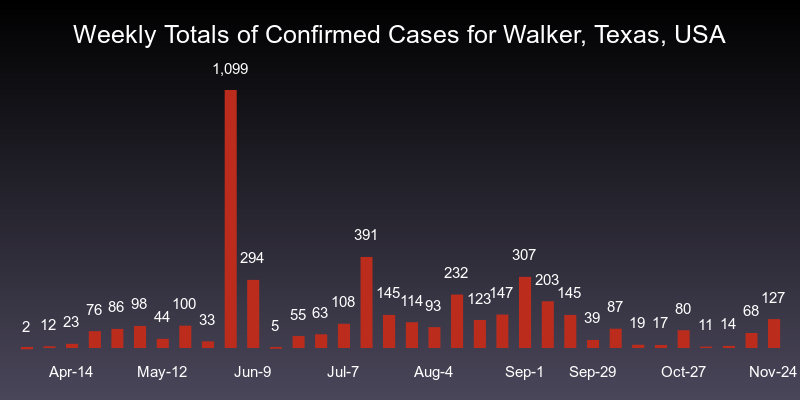 Weekly Totals of Confirmed Cases for Walker, Texas, USA
1,099
391
307
294
232
203
145 114 93 123 147 145
108 127
76 86 98 100 87 80
44 55 63 68
2 12 23 33 5 39 19 17 11 14
Apr-14 May-12 Jun-9 Jul-7 Aug-4 Sep-1 Sep-29 Oct-27 Nov-24